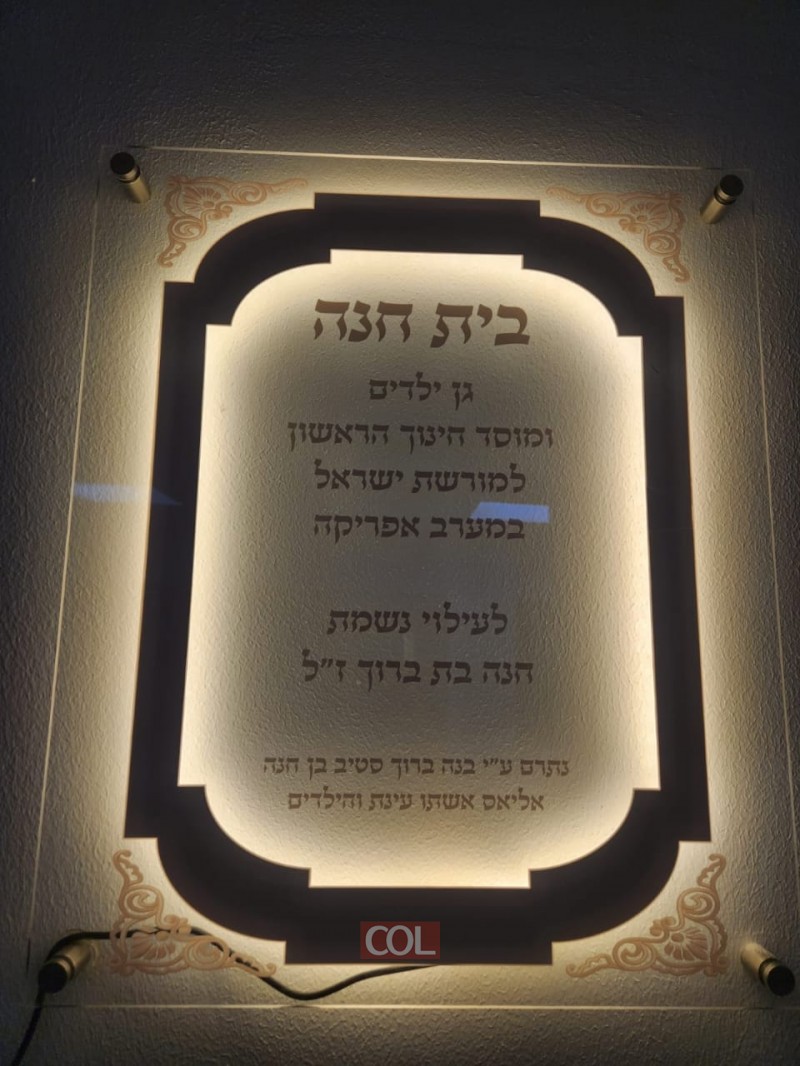 בית חנה
גן ילדים
ומוסד חינוך הראשון
למורשת ישראל
במערב אפריקה
לעילוי נשמת
חנה בת ברוך ז״ל
נתרם ע״י בנה ברוך סטיב בן חנה
אליאס אשתו עינת והילדים
COL